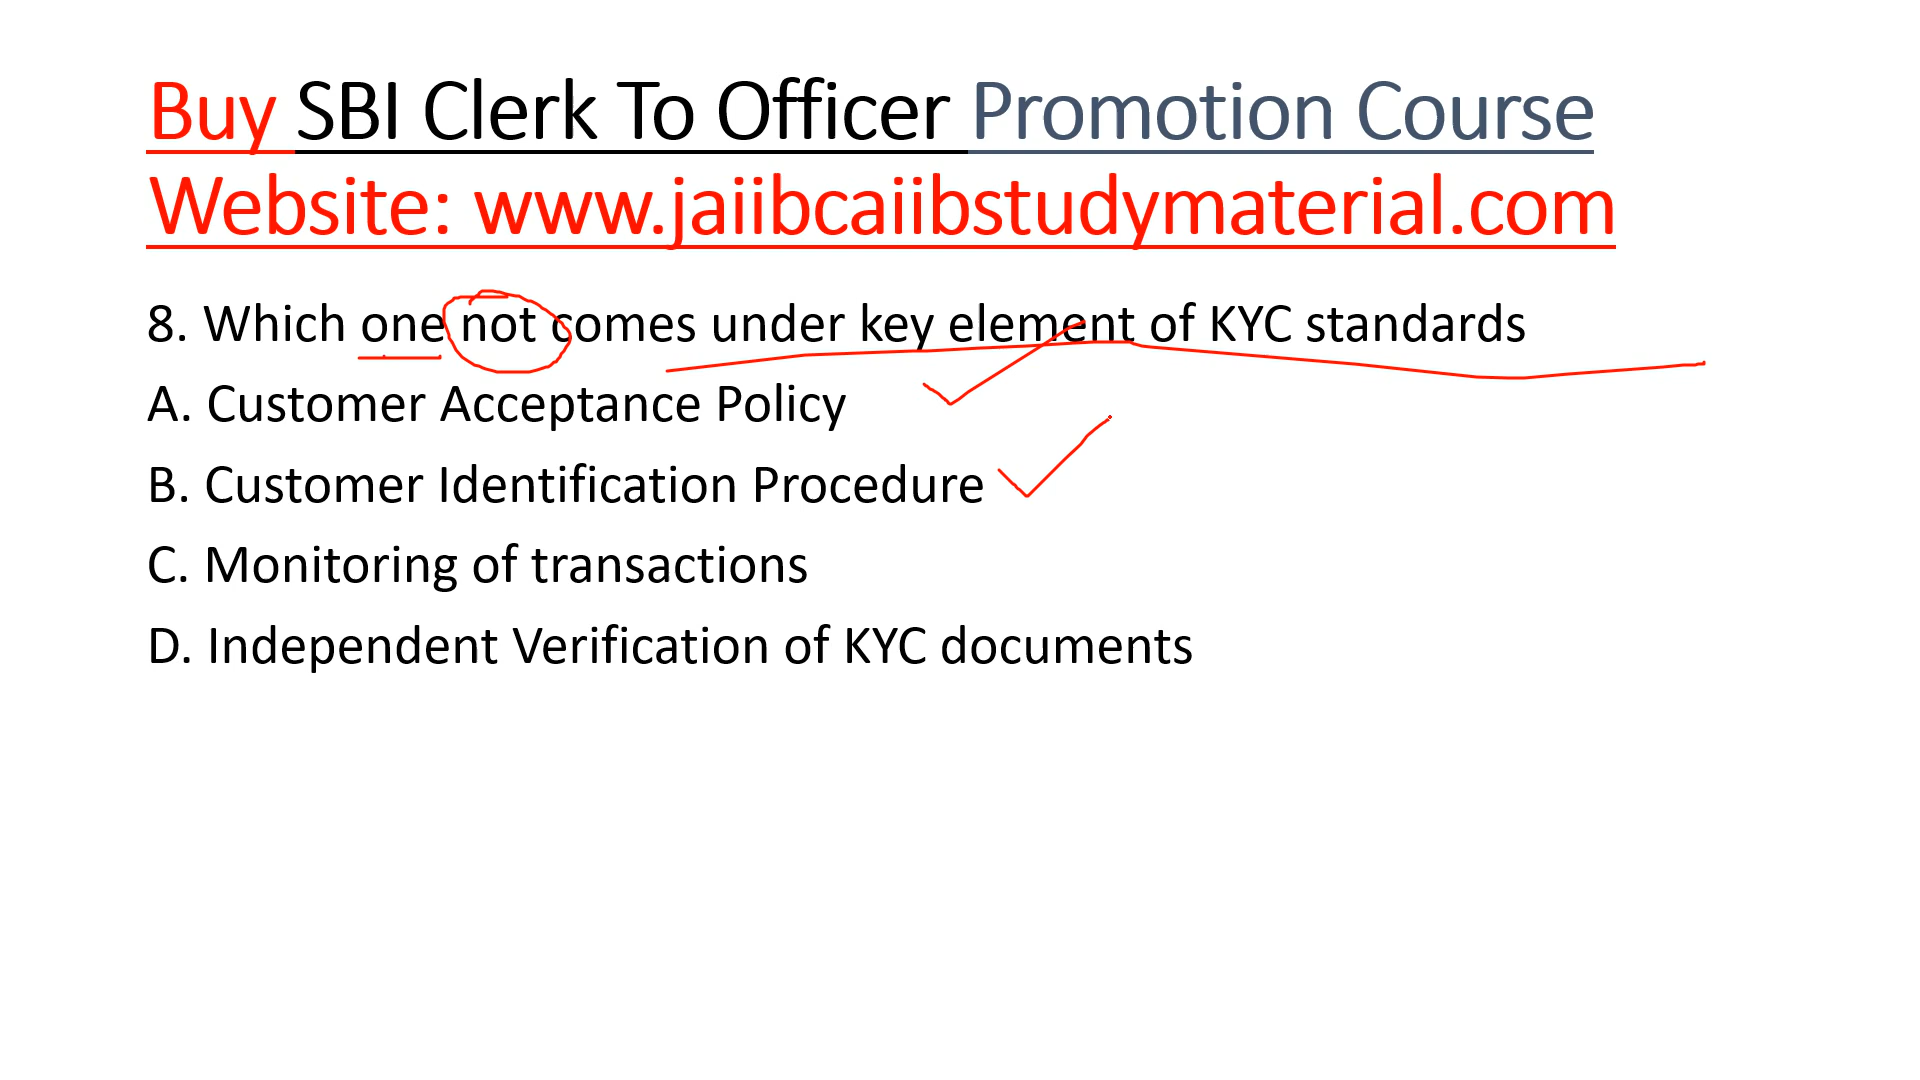 Buy SBI Clerk To Officer Promotion Course
Website: www.jaiibcaiibstudymaterial.com
8. Which one not comes under key element of KYC standards
A. Customer Acceptance Policy
B. Customer Identification Procedure
C. Monitoring of transactions
D. Independent Verification of KYC documents